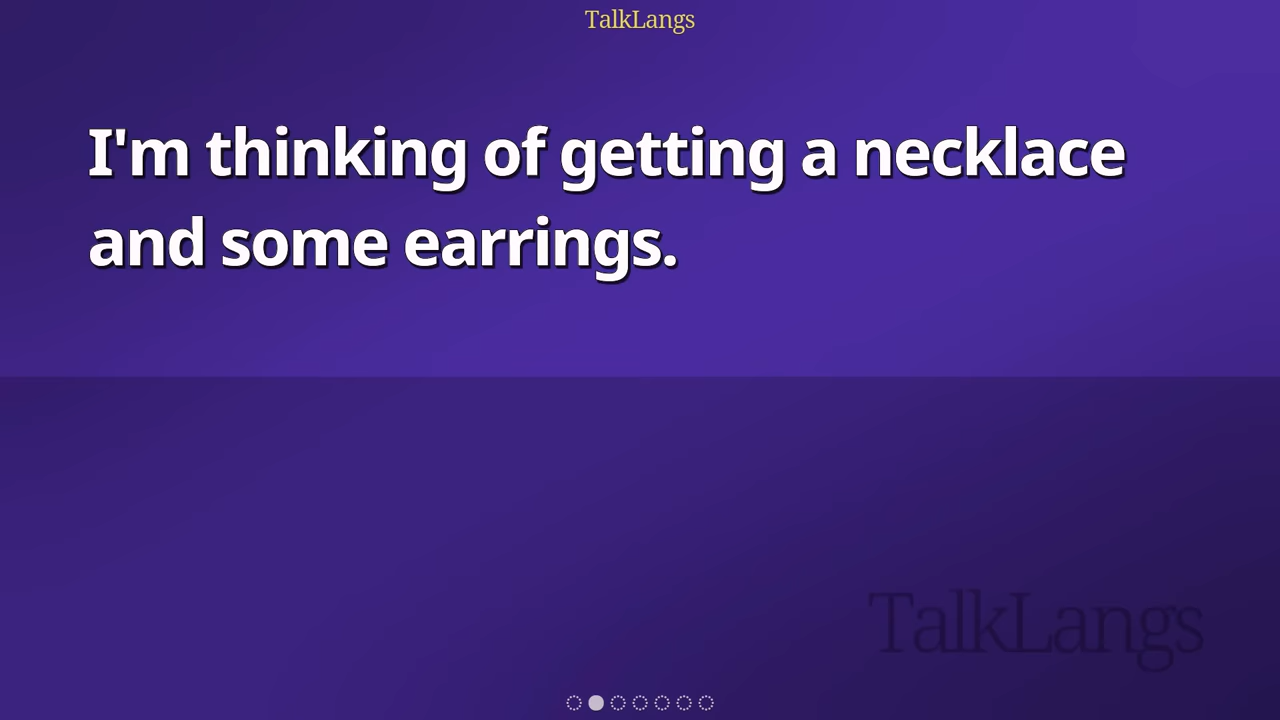 TalkLangs
I'm thinking of getting a necklace
and some earrings.
TalkLangs